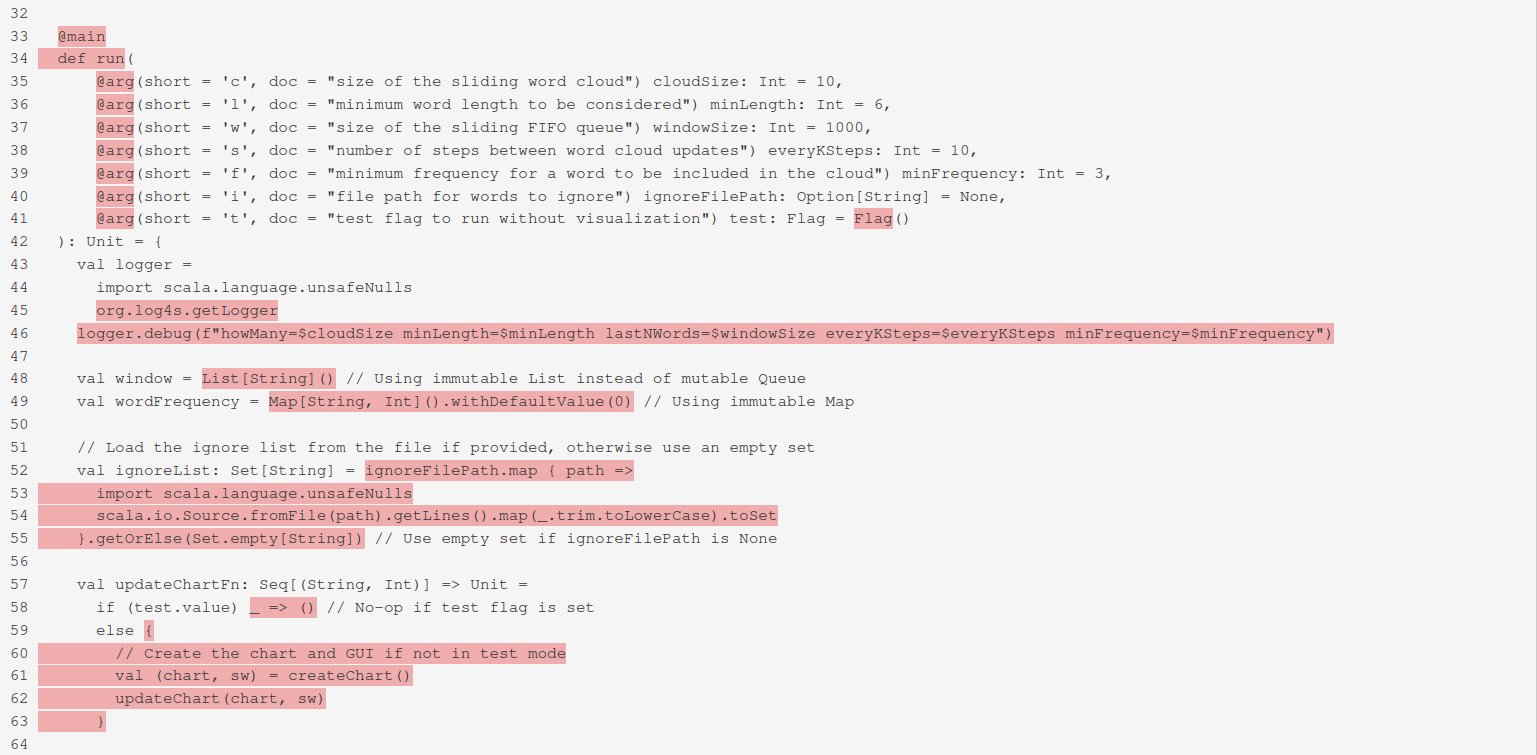 32
33   @main
34   def run(
35       @arg(short = 'c', doc = "size of the sliding word cloud") cloudSize: Int = 10,
36       @arg(short = 'l', doc = "minimum word length to be considered") minLength: Int = 6,
37       @arg(short = 'w', doc = "size of the sliding FIFO queue") windowSize: Int = 1000,
38       @arg(short = 's', doc = "number of steps between word cloud updates") everyKSteps: Int = 10,
39       @arg(short = 'f', doc = "minimum frequency for a word to be included in the cloud") minFrequency: Int = 3,
40       @arg(short = 'i', doc = "file path for words to ignore") ignoreFilePath: Option[String] = None,
41       @arg(short = 't', doc = "test flag to run without visualization") test: Flag = Flag()
42   ): Unit = {
43     val logger =
44       import scala.language.unsafeNulls
45       org.log4s.getLogger
46     logger.debug(f"howMany=$cloudSize minLength=$minLength lastNWords=$windowSize everyKSteps=$everyKSteps minFrequency=$minFrequency")
47
48     val window = List[String]() // Using immutable List instead of mutable Queue
49     val wordFrequency = Map[String, Int]().withDefaultValue(0) // Using immutable Map
50
51     // Load the ignore list from the file if provided, otherwise use an empty set
52     val ignoreList: Set[String] = ignoreFilePath.map { path =>
53       import scala.language.unsafeNulls
54       scala.io.Source.fromFile(path).getLines().map(_.trim.toLowerCase).toSet
55     }.getOrElse(Set.empty[String]) // Use empty set if ignoreFilePath is None
56
57     val updateChartFn: Seq[(String, Int)] => Unit =
58       if (test.value) _ => () // No-op if test flag is set
59       else {
60         // Create the chart and GUI if not in test mode
61         val (chart, sw) = createChart()
62         updateChart(chart, sw)
63       }
64